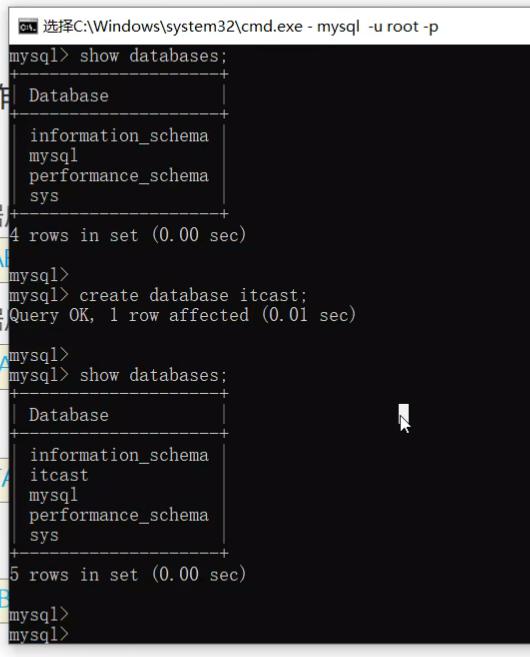 选择C:\Windows\system32\cmd.exe - mysql  -u root -p
mysql> show databases;
+--------------------+
| Database           |
+--------------------+
| information_schema |
| mysql              |
| performance_schema |
| sys                |
+--------------------+
4 rows in set (0.00 sec)
mysql>
mysql> create database itcast;
Query OK, 1 row affected (0.01 sec)
mysql>
mysql> show databases;
+--------------------+
| Database           |
+--------------------+
| information_schema |
| itcast             |
| mysql              |
| performance_schema |
| sys                |
+--------------------+
5 rows in set (0.00 sec)
mysql>
mysql>